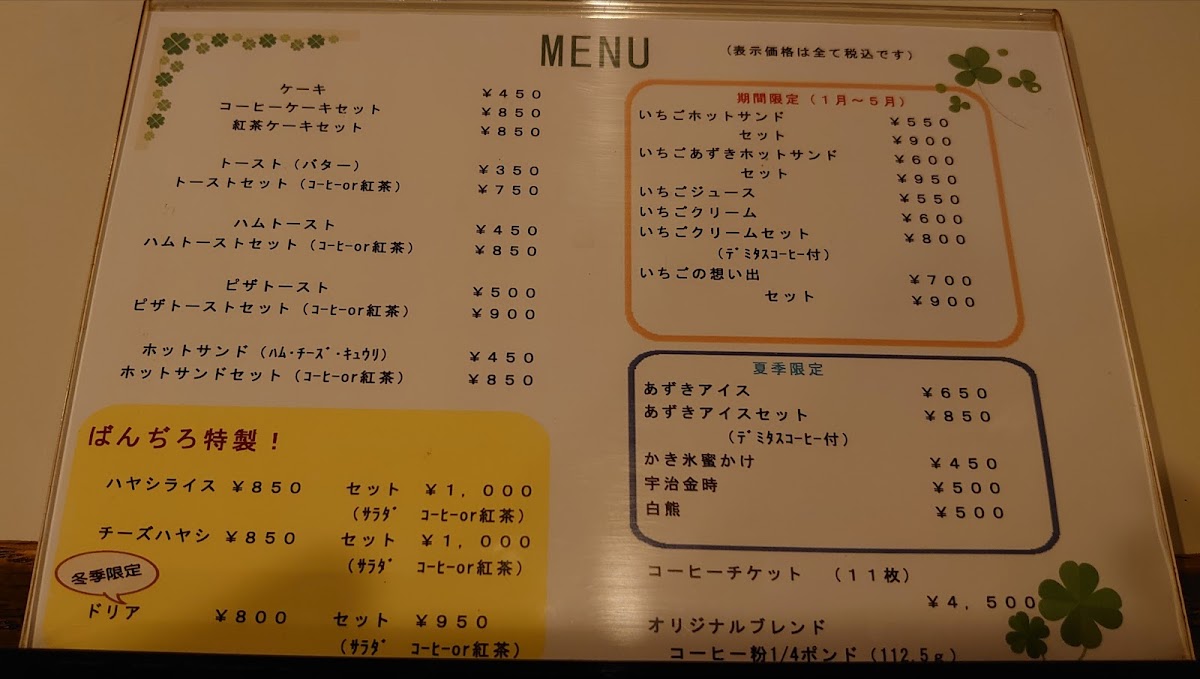 MENU
（表示価格は全て税込です）
ケーキ ￥４５０
コーヒーケーキセット ￥８５０
紅茶ケーキセット ￥８５０
トースト（バター） ￥３５０
トーストセット（ｺｰﾋｰor紅茶） ￥７５０
ハムトースト ￥４５０
ハムトーストセット（ｺｰﾋｰor紅茶） ￥８５０
ピザトースト ￥５００
ピザトーストセット（ｺｰﾋｰor紅茶） ￥９００
ホットサンド（ﾊﾑ･ﾁｰｽﾞ･ｷｭｳﾘ） ￥４５０
ホットサンドセット（ｺｰﾋｰor紅茶） ￥８５０
ばんぢろ特製！
ハヤシライス ￥８５０ セット ￥１，０００
（ｻﾗﾀﾞ ｺｰﾋｰor紅茶）
チーズハヤシ ￥８５０ セット ￥１，０００
（ｻﾗﾀﾞ ｺｰﾋｰor紅茶）
冬季限定
ドリア ￥８００ セット ￥９５０
（ｻﾗﾀﾞ ｺｰﾋｰor紅茶）
期間限定（１月～５月）
いちごホットサンド ￥５５０
セット ￥９００
いちごあずきホットサンド ￥６００
セット ￥９５０
いちごジュース ￥５５０
いちごクリーム ￥６００
いちごクリームセット ￥８００
（ﾃﾞﾐﾀｽｺｰﾋｰ付）
いちごの想い出 ￥７００
セット ￥９００
夏季限定
あずきアイス ￥６５０
あずきアイスセット ￥８５０
（ﾃﾞﾐﾀｽｺｰﾋｰ付）
かき氷蜜かけ ￥４５０
宇治金時 ￥５００
白熊 ￥５００
コーヒーチケット （１１枚）
￥４，５００
オリジナルブレンド
コーヒー粉1/4ポンド（112.5ｇ）